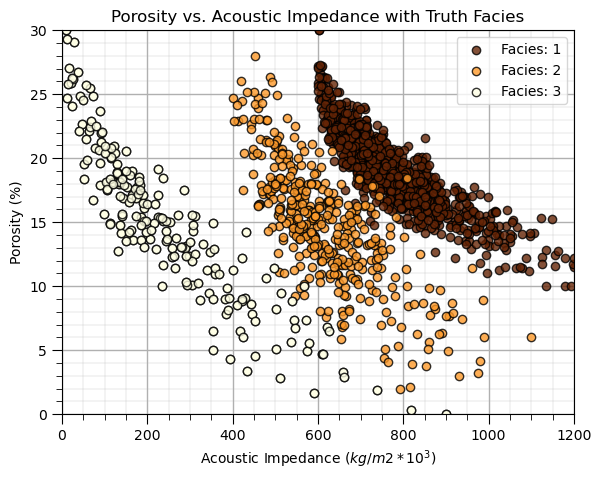 Porosity vs. Acoustic Impedance with Truth Facies
Facies: 1
Facies: 2
Facies: 3
Porosity (%)
30
25
20
15
10
5
0
0 200 400 600 800 1000 1200
Acoustic Impedance (kg/m2 * 10³)